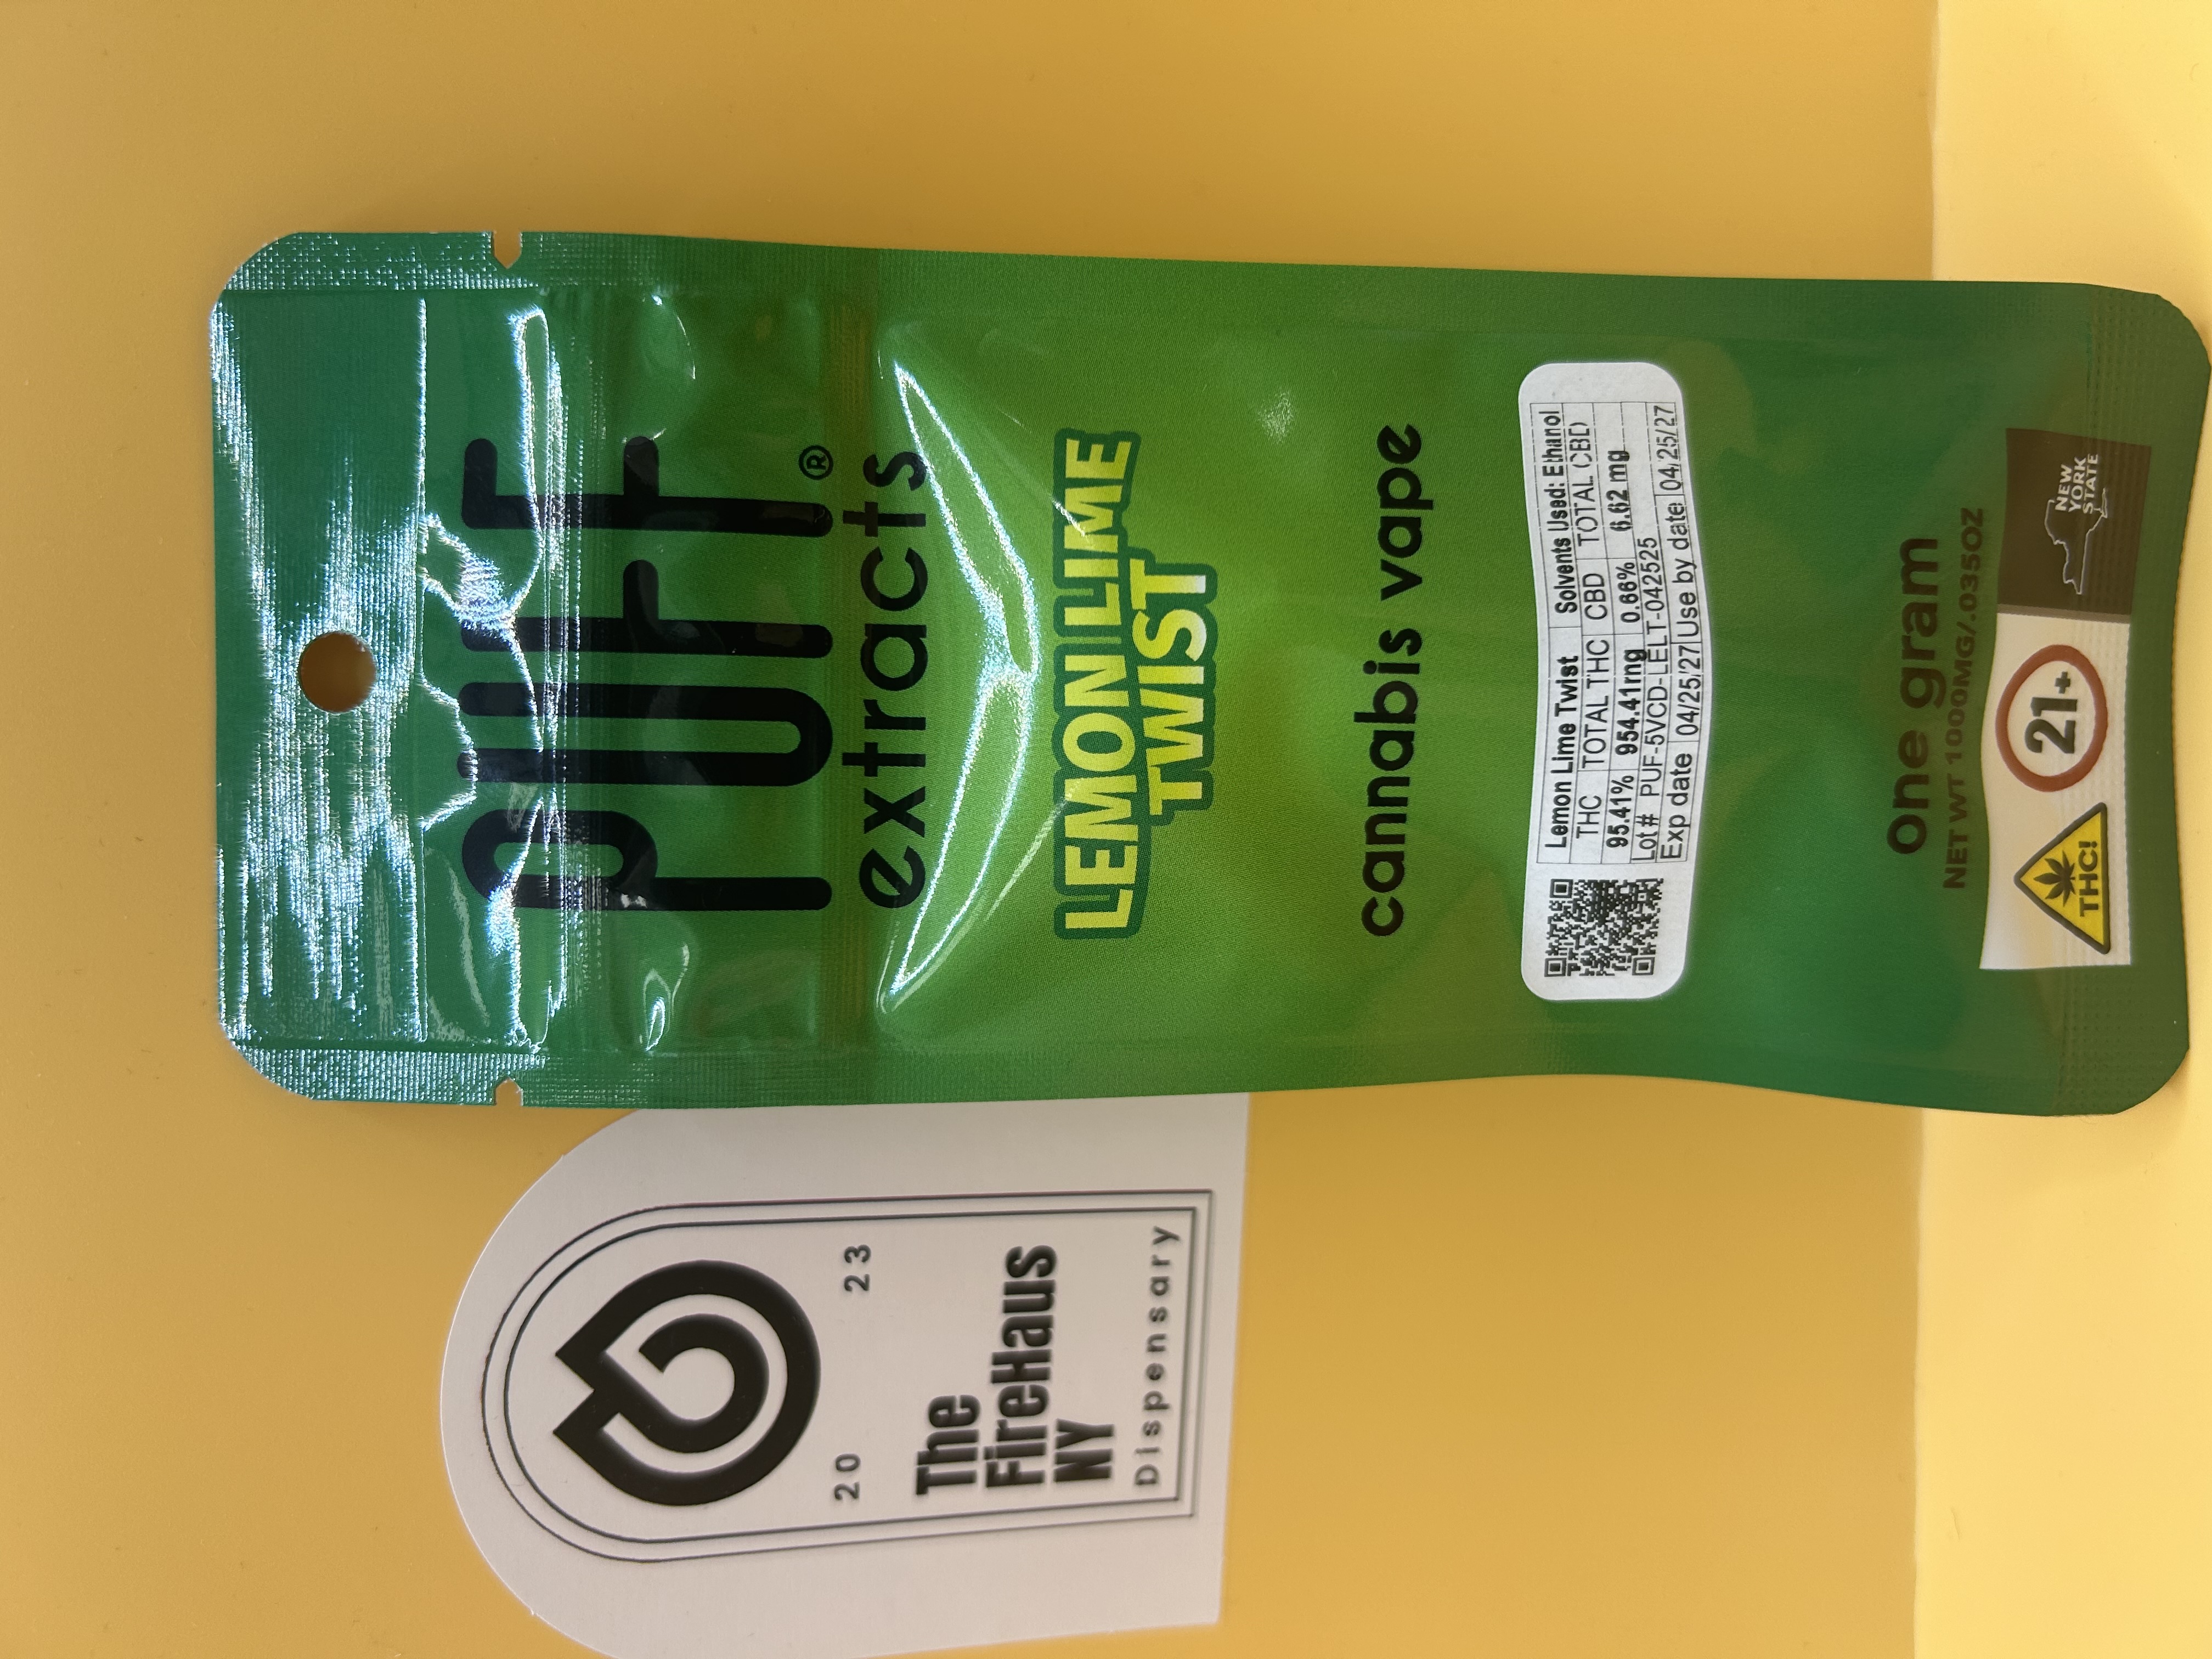 PUFF®
extracts
LEMON LIME
TWIST
cannabis vape
Lemon Lime Twist Solvents Used: Ethanol
THC TOTAL THC CBD TOTAL CBD
95.41% 954.41mg 0.66% 6.62 mg
Lot # PUF-5VCD-LELT-042525
Exp date 04/25/27 Use by date 04/25/27
One gram
NET WT 1000MG/.035OZ
THC!
21+
NEW
YORK
STATE
20 23
The
FireHaus
NY
Dispensary